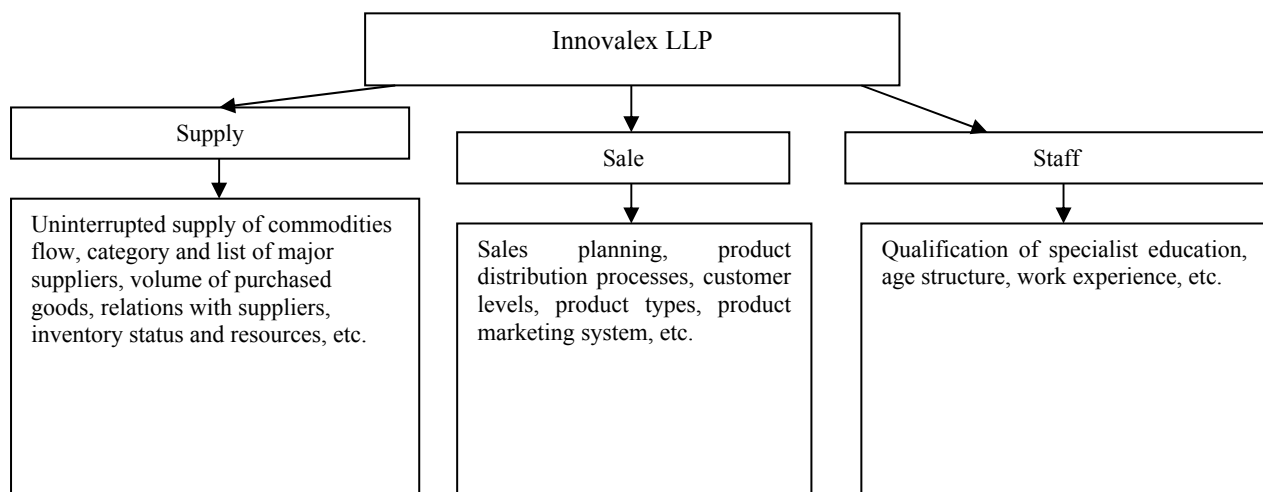 Innovalex LLP
Supply
Sale
Staff
Uninterrupted supply of commodities
flow, category and list of major
suppliers, volume of purchased
goods, relations with suppliers,
inventory status and resources, etc.
Sales planning, product
distribution processes, customer
levels, product types, product
marketing system, etc.
Qualification of specialist education,
age structure, work experience, etc.